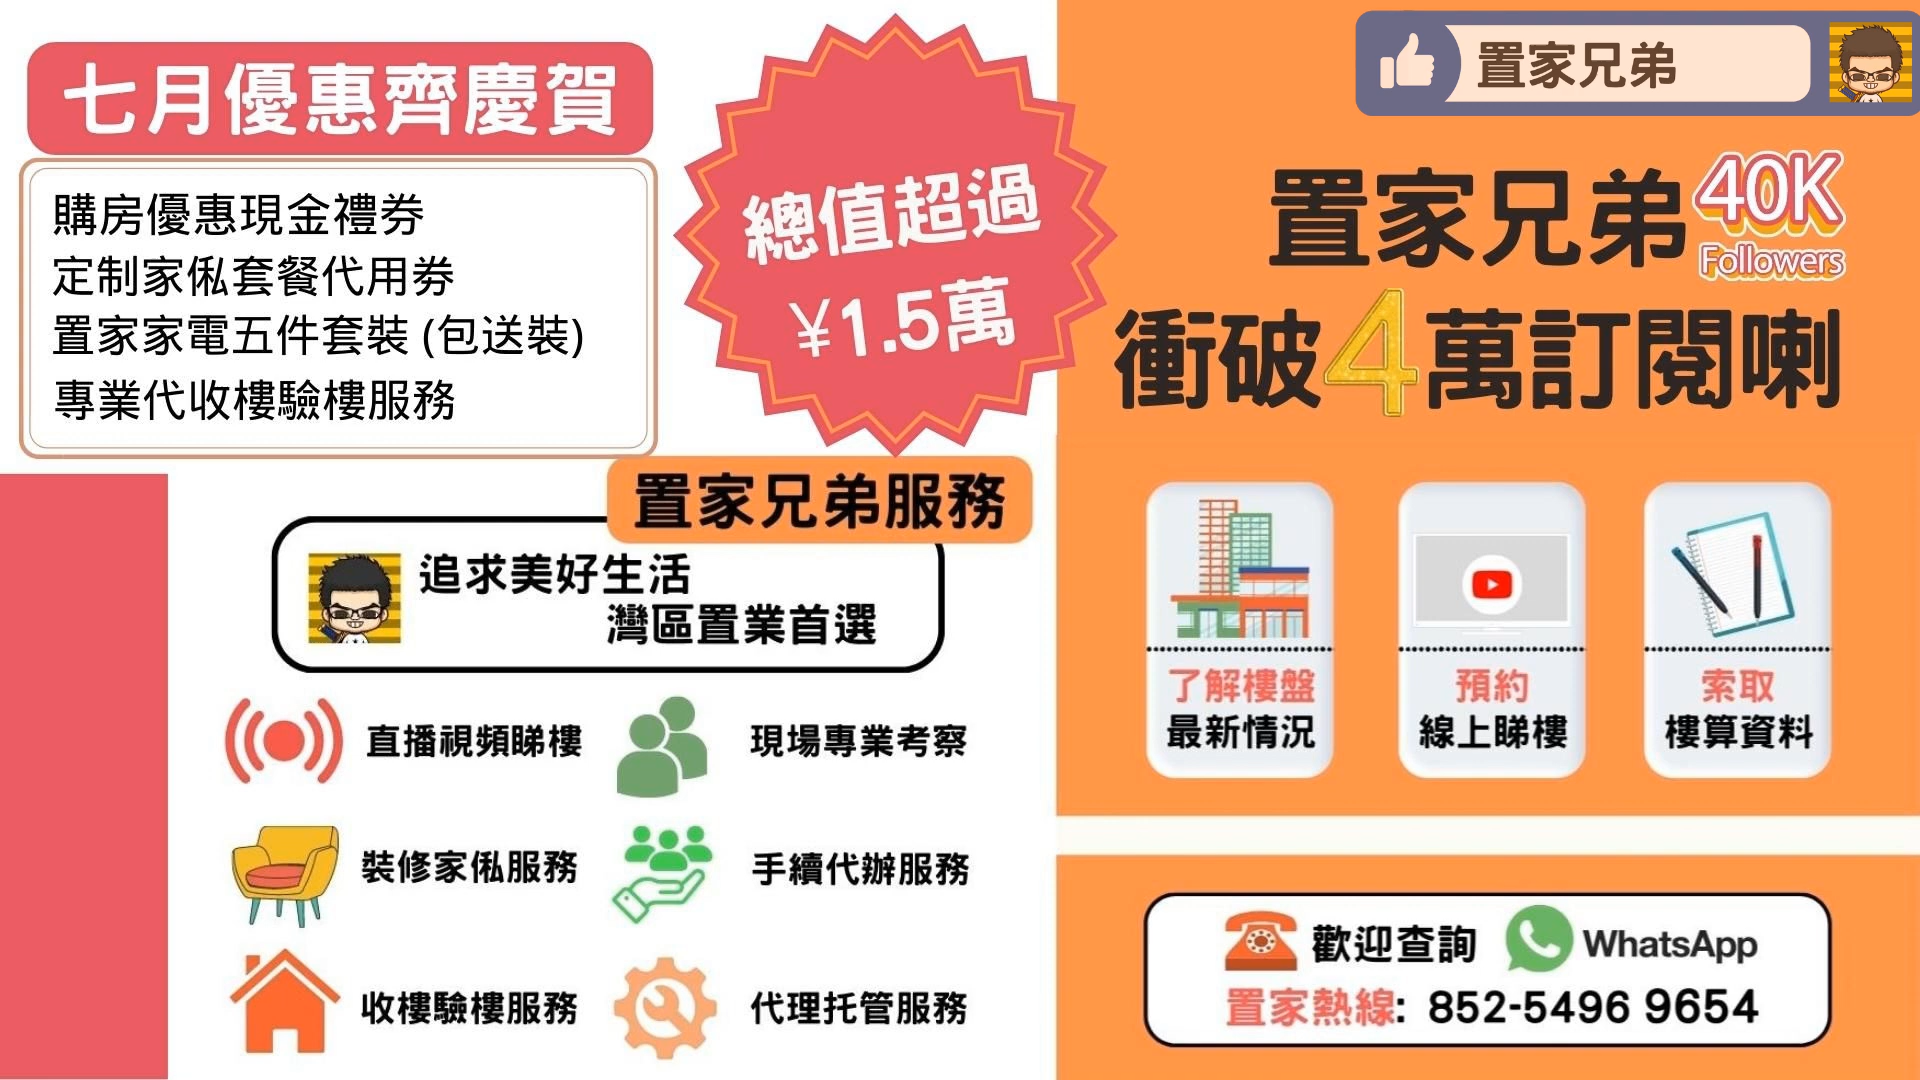 七月優惠齊慶賀
購房優惠現金禮券
定制家俬套餐代用券
置家家電五件套裝 (包送裝)
專業代收樓驗樓服務
總值超過
¥1.5萬
置家兄弟
置家兄弟 40K
Followers
衝破4萬訂閱喇
置家兄弟服務
追求美好生活
灣區置業首選
直播視頻睇樓
現場專業考察
裝修家俬服務
手續代辦服務
收樓驗樓服務
代理托管服務
了解樓盤
最新情況
預約
線上睇樓
索取
樓算資料
歡迎查詢 WhatsApp
置家熱線: 852-5496 9654